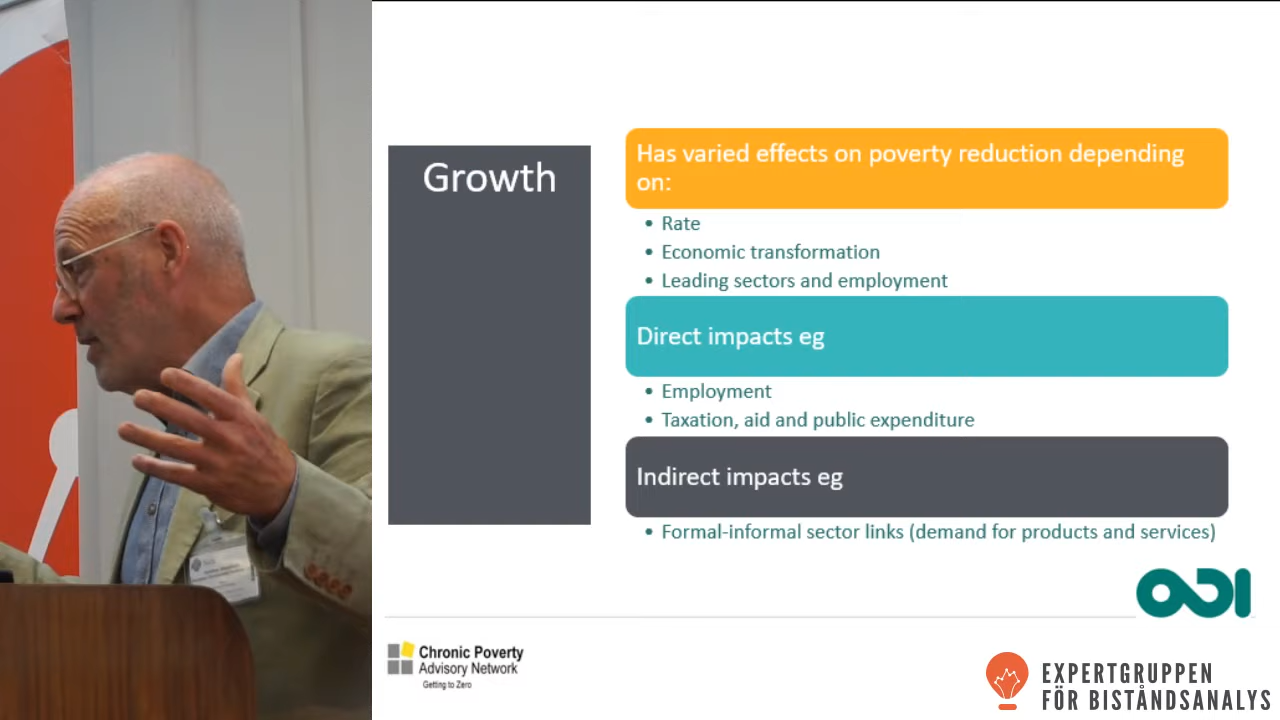 Growth
Has varied effects on poverty reduction depending
on:
• Rate
• Economic transformation
• Leading sectors and employment
Direct impacts eg
• Employment
• Taxation, aid and public expenditure
Indirect impacts eg
• Formal-informal sector links (demand for products and services)
ODI
Chronic Poverty
Advisory Network
Getting to Zero
EXPERTGRUPPEN
FÖR BISTÅNDSANALYS